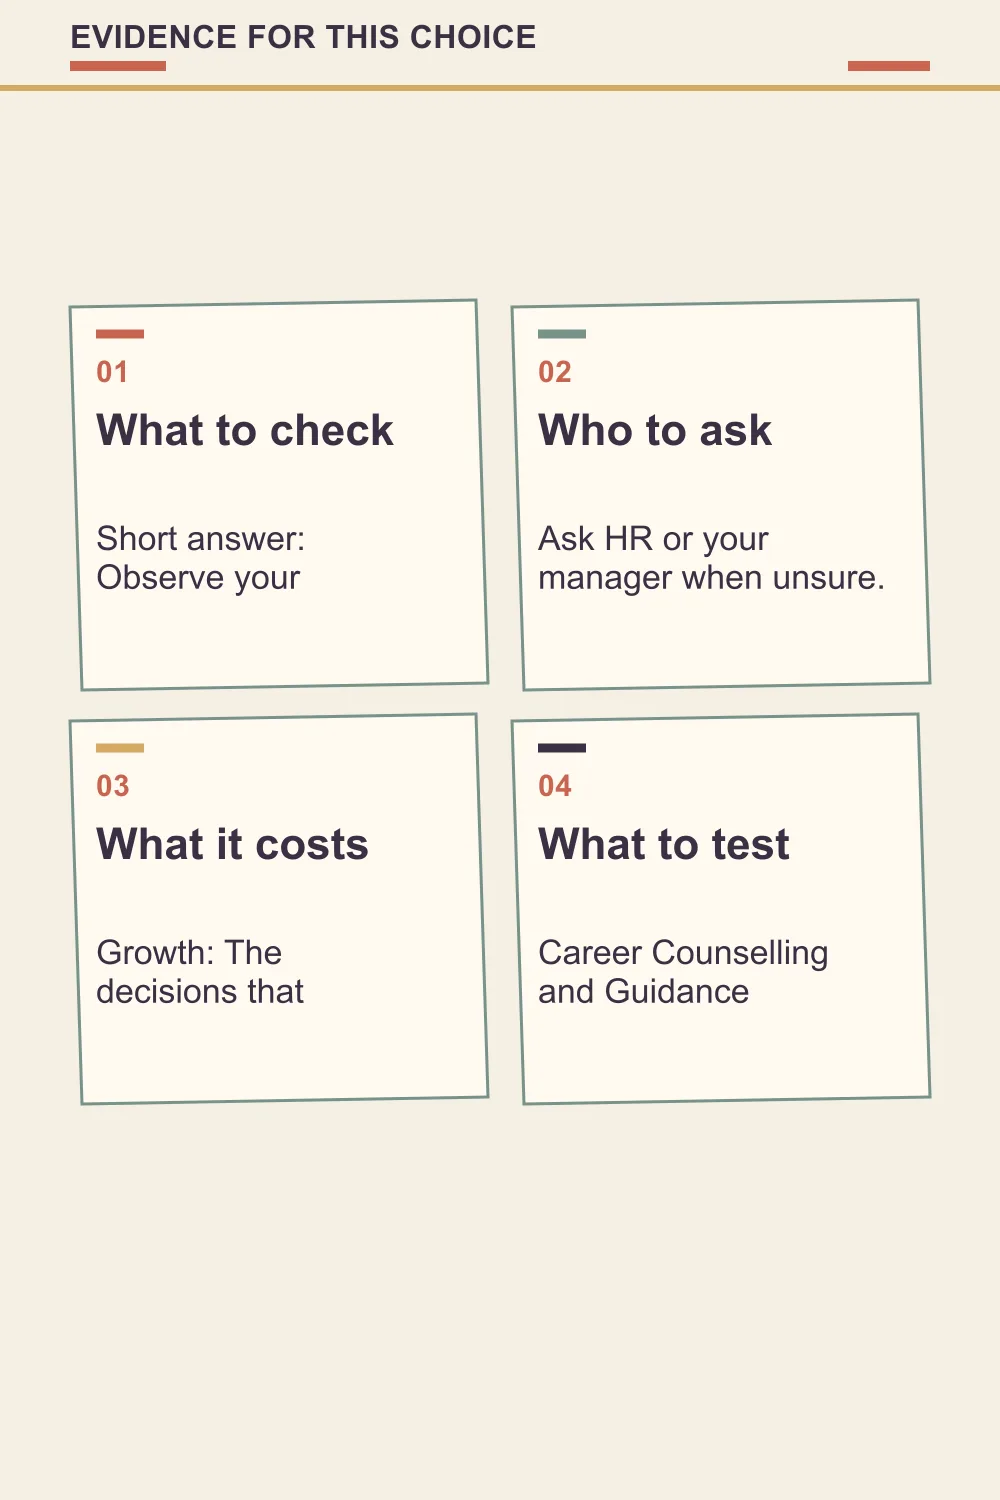 EVIDENCE FOR THIS CHOICE
01
What to check
Short answer:
Observe your
02
Who to ask
Ask HR or your
manager when unsure.
03
What it costs
Growth: The
decisions that
04
What to test
Career Counselling
and Guidance